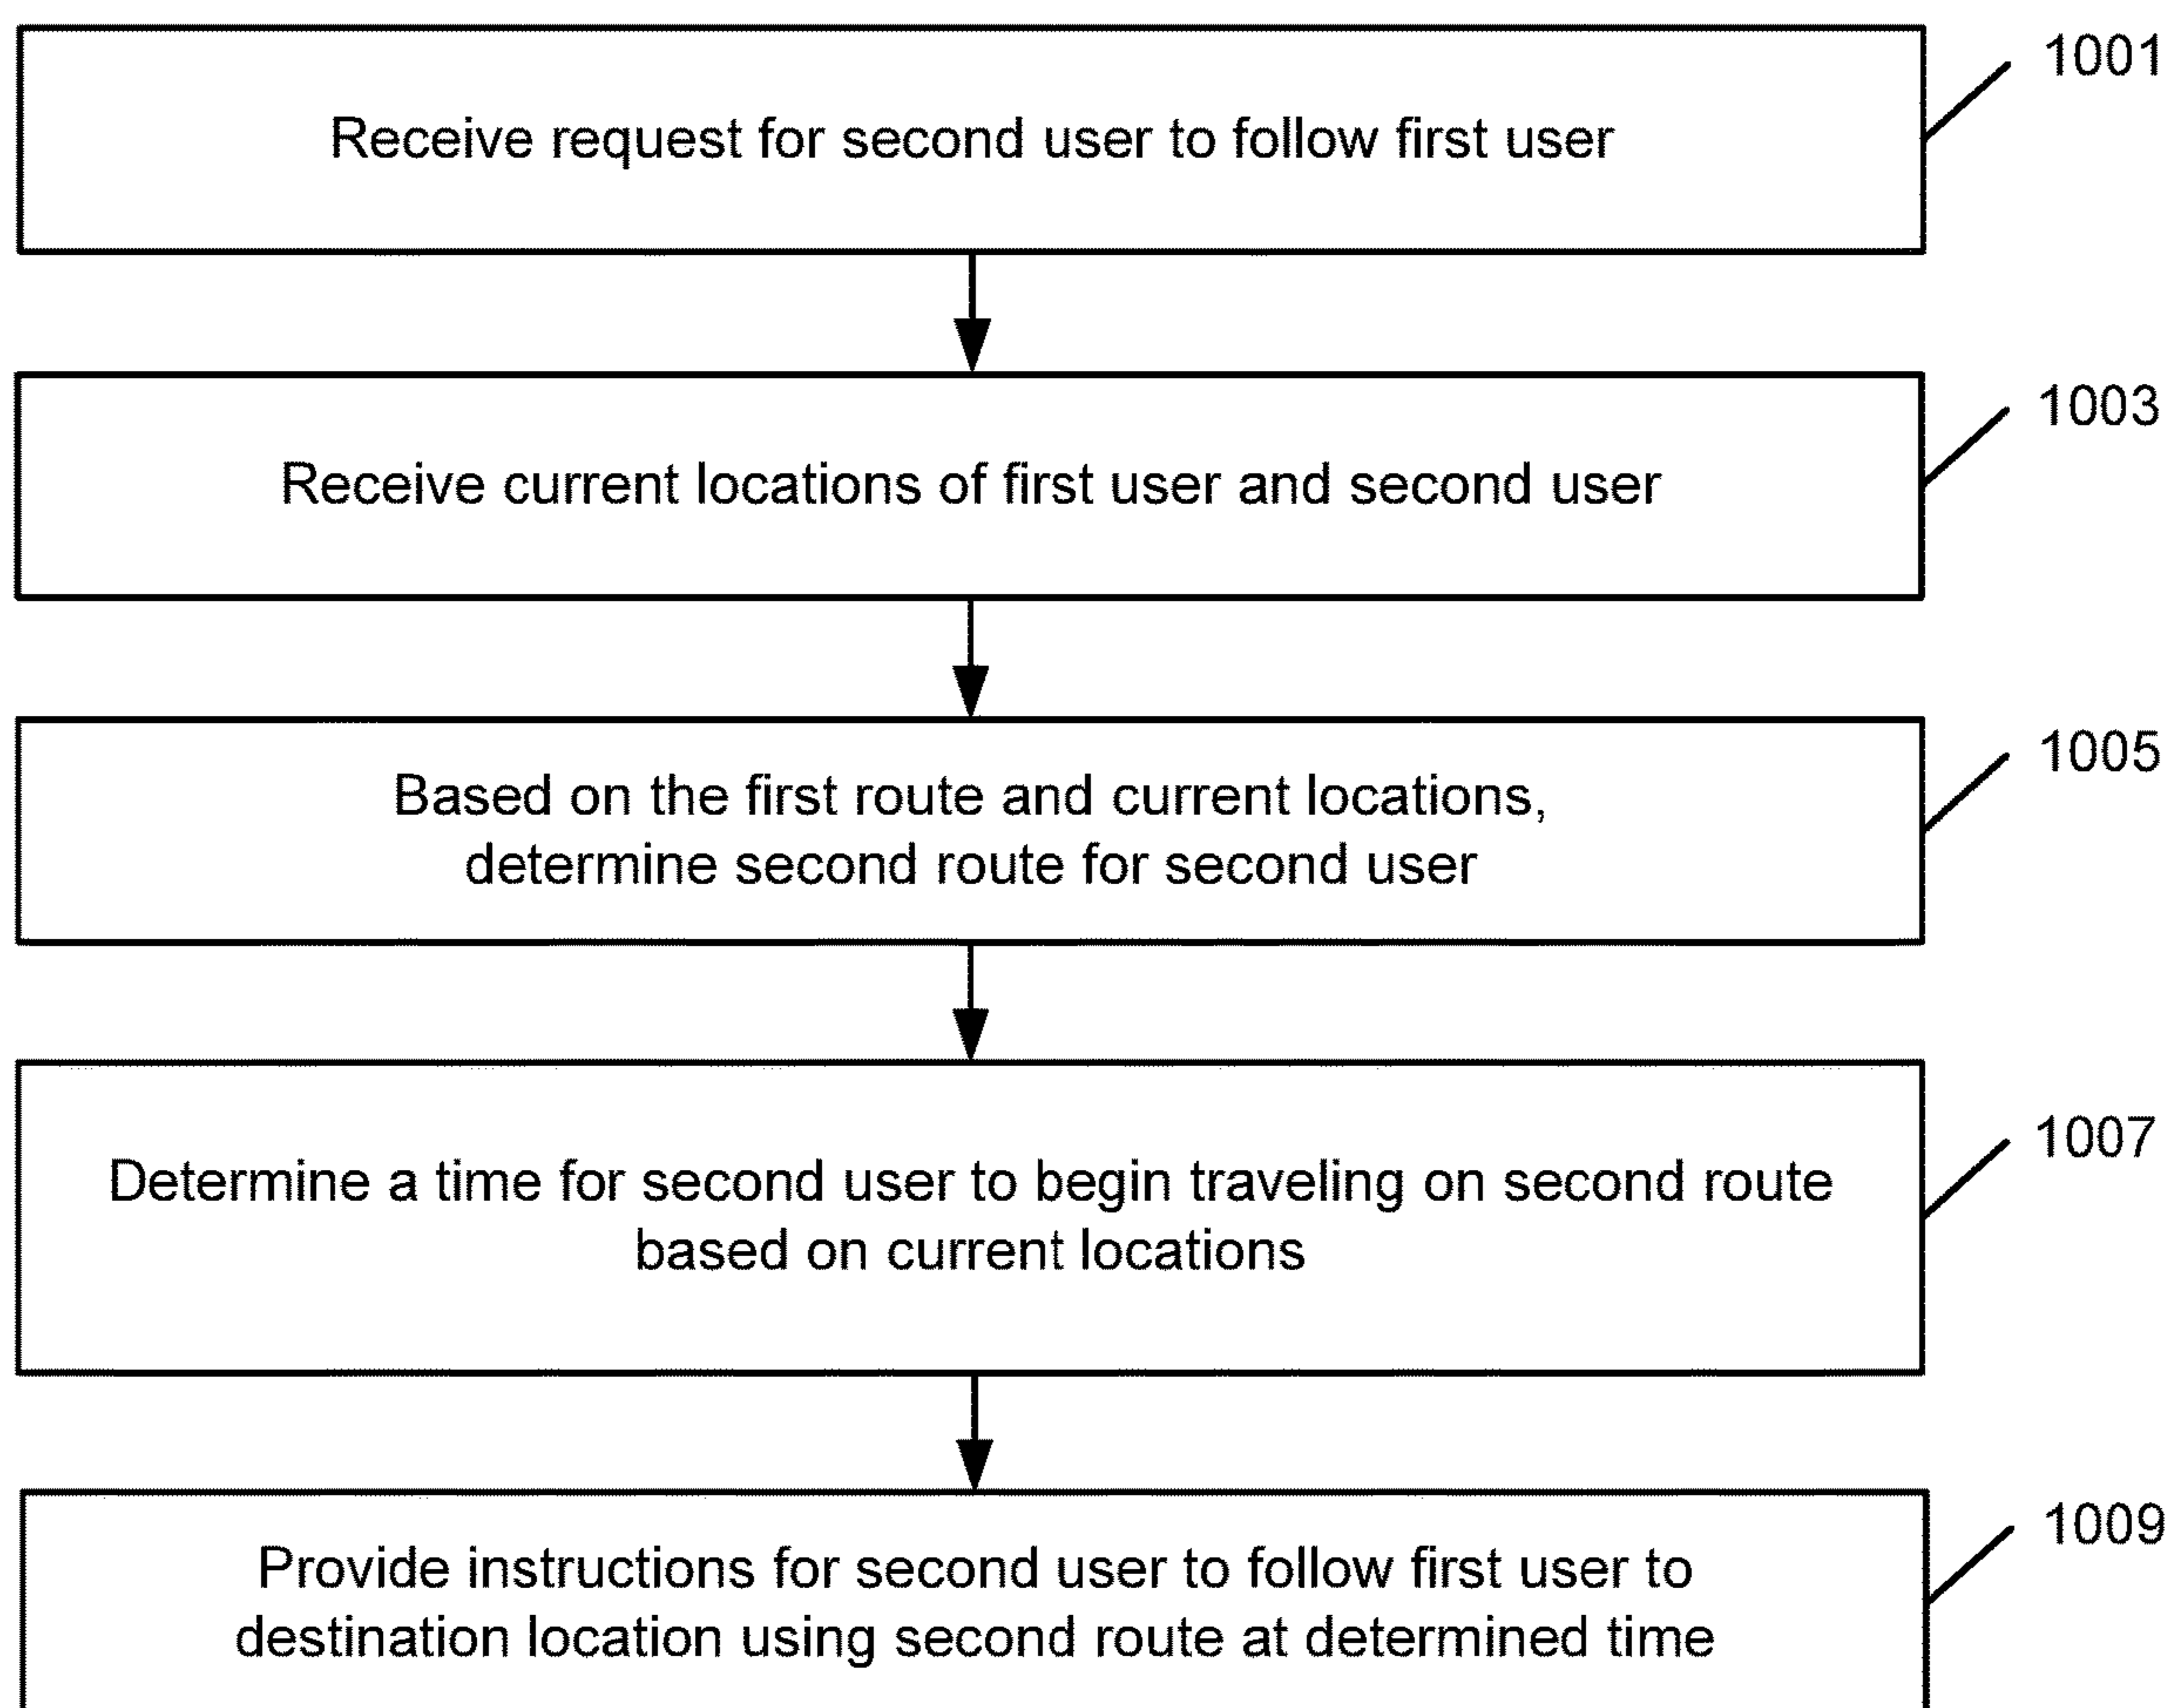 1001
Receive request for second user to follow first user
1003
Receive current locations of first user and second user
1005
Based on the first route and current locations,
determine second route for second user
1007
Determine a time for second user to begin traveling on second route
based on current locations
1009
Provide instructions for second user to follow first user to
destination location using second route at determined time